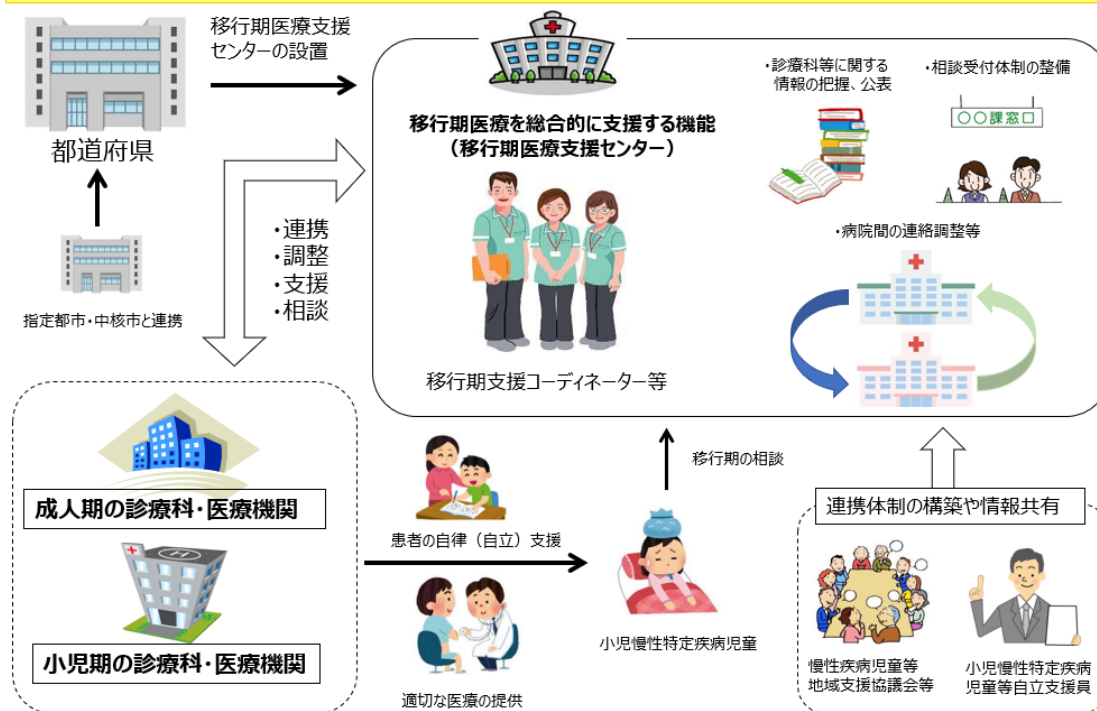 移行期医療支援
センターの設置
都道府県
指定都市・中核市と連携
・連携
・調整
・支援
・相談
移行期医療を総合的に支援する機能
（移行期医療支援センター）
移行期支援コーディネーター等
・診療科等に関する
情報の把握、公表
・相談受付体制の整備
〇〇課窓口
・病院間の連絡調整等
成人期の診療科・医療機関
小児期の診療科・医療機関
患者の自律（自立）支援
適切な医療の提供
移行期の相談
小児慢性特定疾病児童
連携体制の構築や情報共有
慢性疾病児童等
地域支援協議会等
小児慢性特定疾病
児童等自立支援員